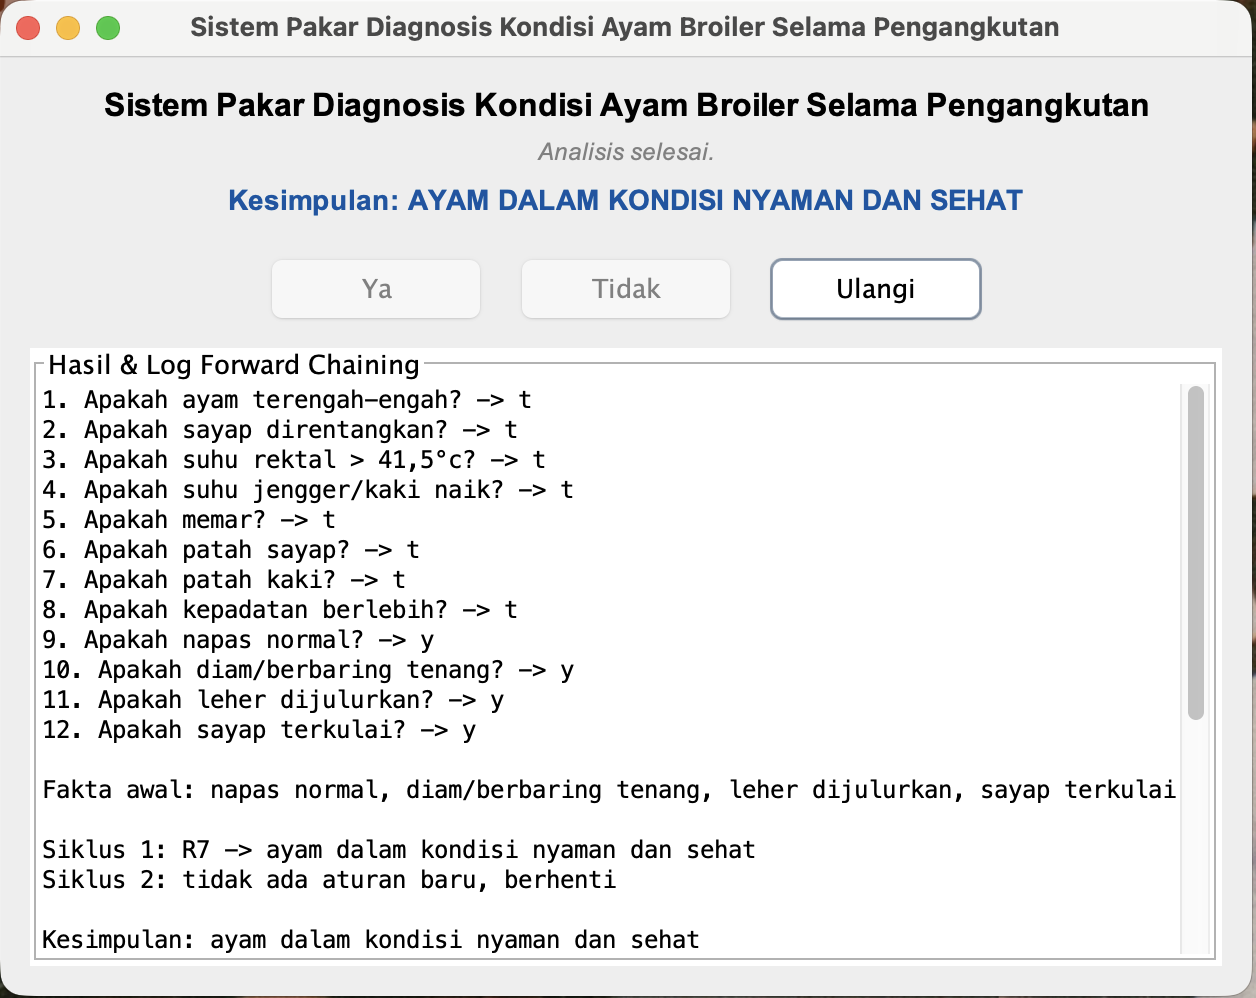 Sistem Pakar Diagnosis Kondisi Ayam Broiler Selama Pengangkutan
Sistem Pakar Diagnosis Kondisi Ayam Broiler Selama Pengangkutan
Analisis selesai.
Kesimpulan: AYAM DALAM KONDISI NYAMAN DAN SEHAT
Ya
Tidak
Ulangi
Hasil & Log Forward Chaining
1. Apakah ayam terengah-engah? -> t
2. Apakah sayap direntangkan? -> t
3. Apakah suhu rektal > 41,5°c? -> t
4. Apakah suhu jengger/kaki naik? -> t
5. Apakah memar? -> t
6. Apakah patah sayap? -> t
7. Apakah patah kaki? -> t
8. Apakah kepadatan berlebih? -> t
9. Apakah napas normal? -> y
10. Apakah diam/berbaring tenang? -> y
11. Apakah leher dijulurkan? -> y
12. Apakah sayap terkulai? -> y
Fakta awal: napas normal, diam/berbaring tenang, leher dijulurkan, sayap terkulai
Siklus 1: R7 -> ayam dalam kondisi nyaman dan sehat
Siklus 2: tidak ada aturan baru, berhenti
Kesimpulan: ayam dalam kondisi nyaman dan sehat